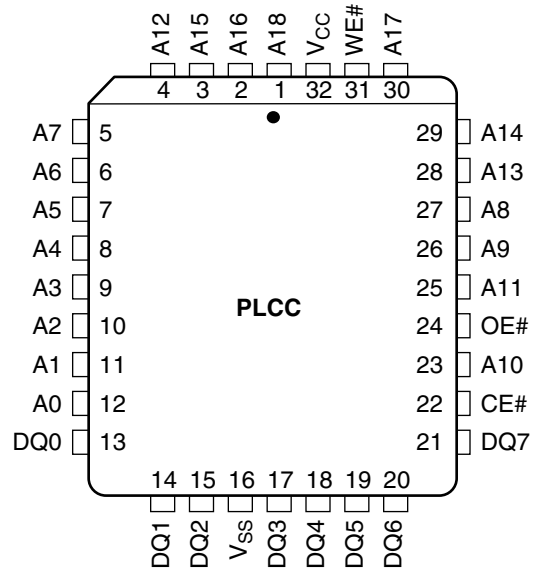 A12 A15 A16 A18 VCC WE# A17
4 3 2 1 32 31 30
A7 5 29 A14
A6 6 28 A13
A5 7 27 A8
A4 8 26 A9
A3 9 25 A11
PLCC
A2 10 24 OE#
A1 11 23 A10
A0 12 22 CE#
DQ0 13 21 DQ7
14 15 16 17 18 19 20
DQ1 DQ2 VSS DQ3 DQ4 DQ5 DQ6